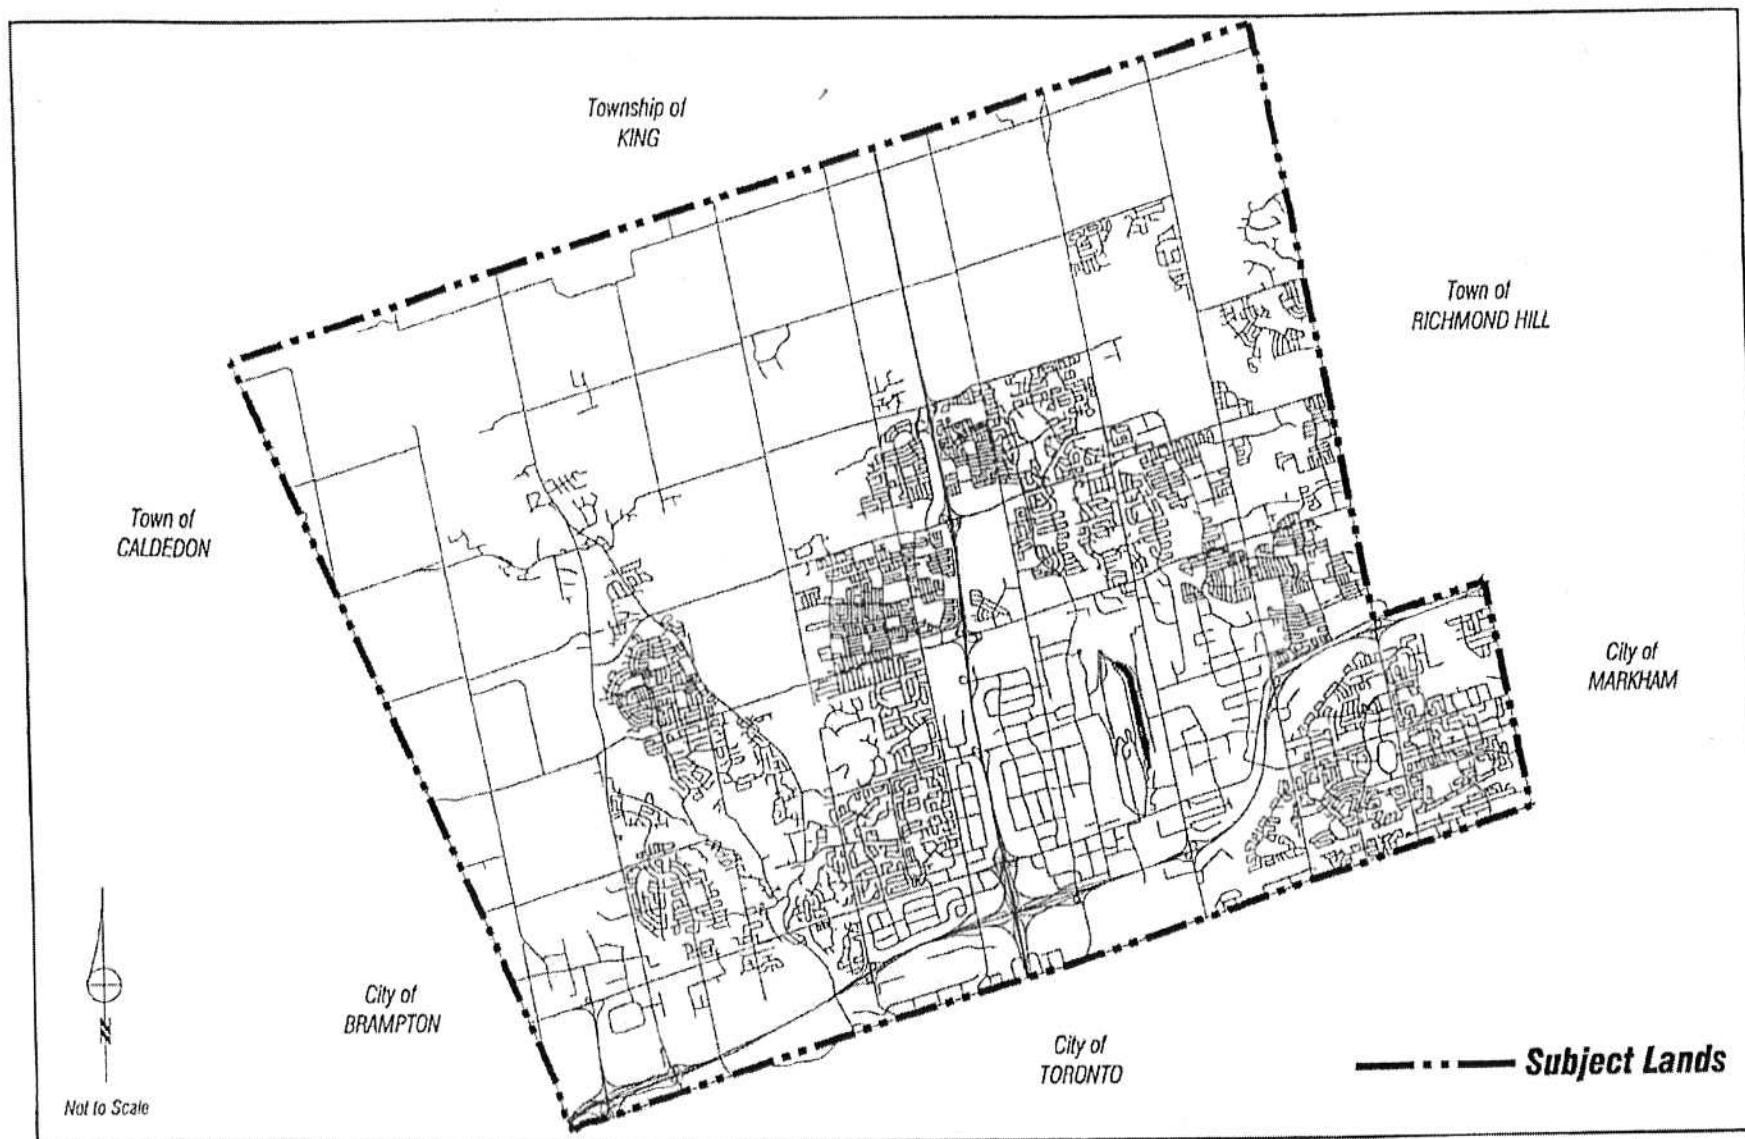 Township of
KING
Town of
RICHMOND HILL
Town of
CALDEDON
City of
MARKHAM
City of
BRAMPTON
City of
TORONTO
N
Not to Scale
Subject Lands